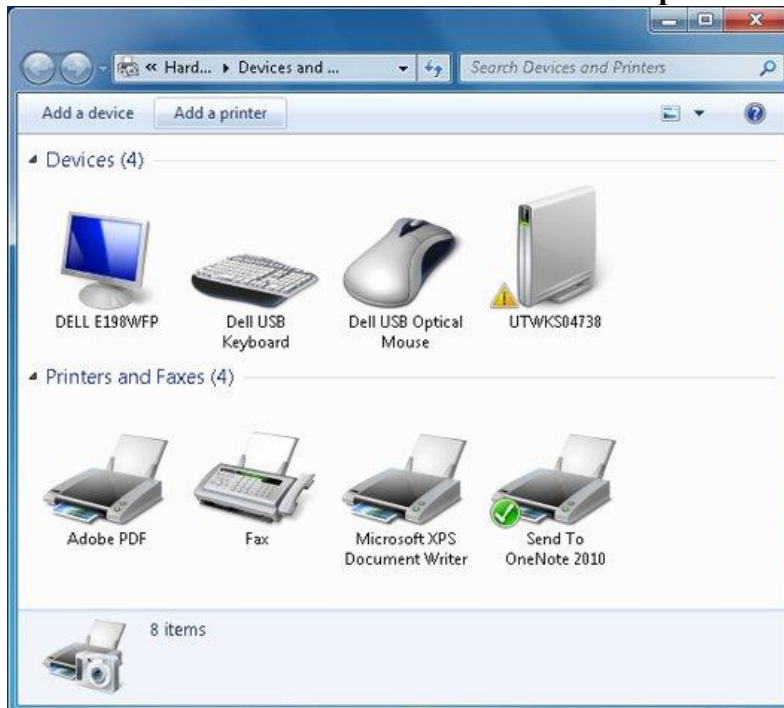 « Hard... ▸ Devices and ...
Search Devices and Printers
Add a device
Add a printer
Devices (4)
DELL E198WFP
Dell USB
Keyboard
Dell USB Optical
Mouse
UTWKS04738
Printers and Faxes (4)
Adobe PDF
Fax
Microsoft XPS
Document Writer
Send To
OneNote 2010
8 items